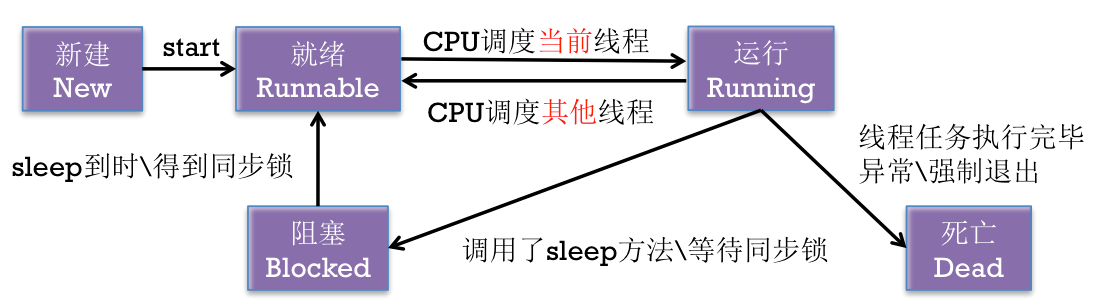 新建
New
start
就绪
Runnable
CPU调度当前线程
CPU调度其他线程
运行
Running
sleep到时\得到同步锁
线程任务执行完毕
异常\强制退出
阻塞
Blocked
调用了sleep方法\等待同步锁
死亡
Dead